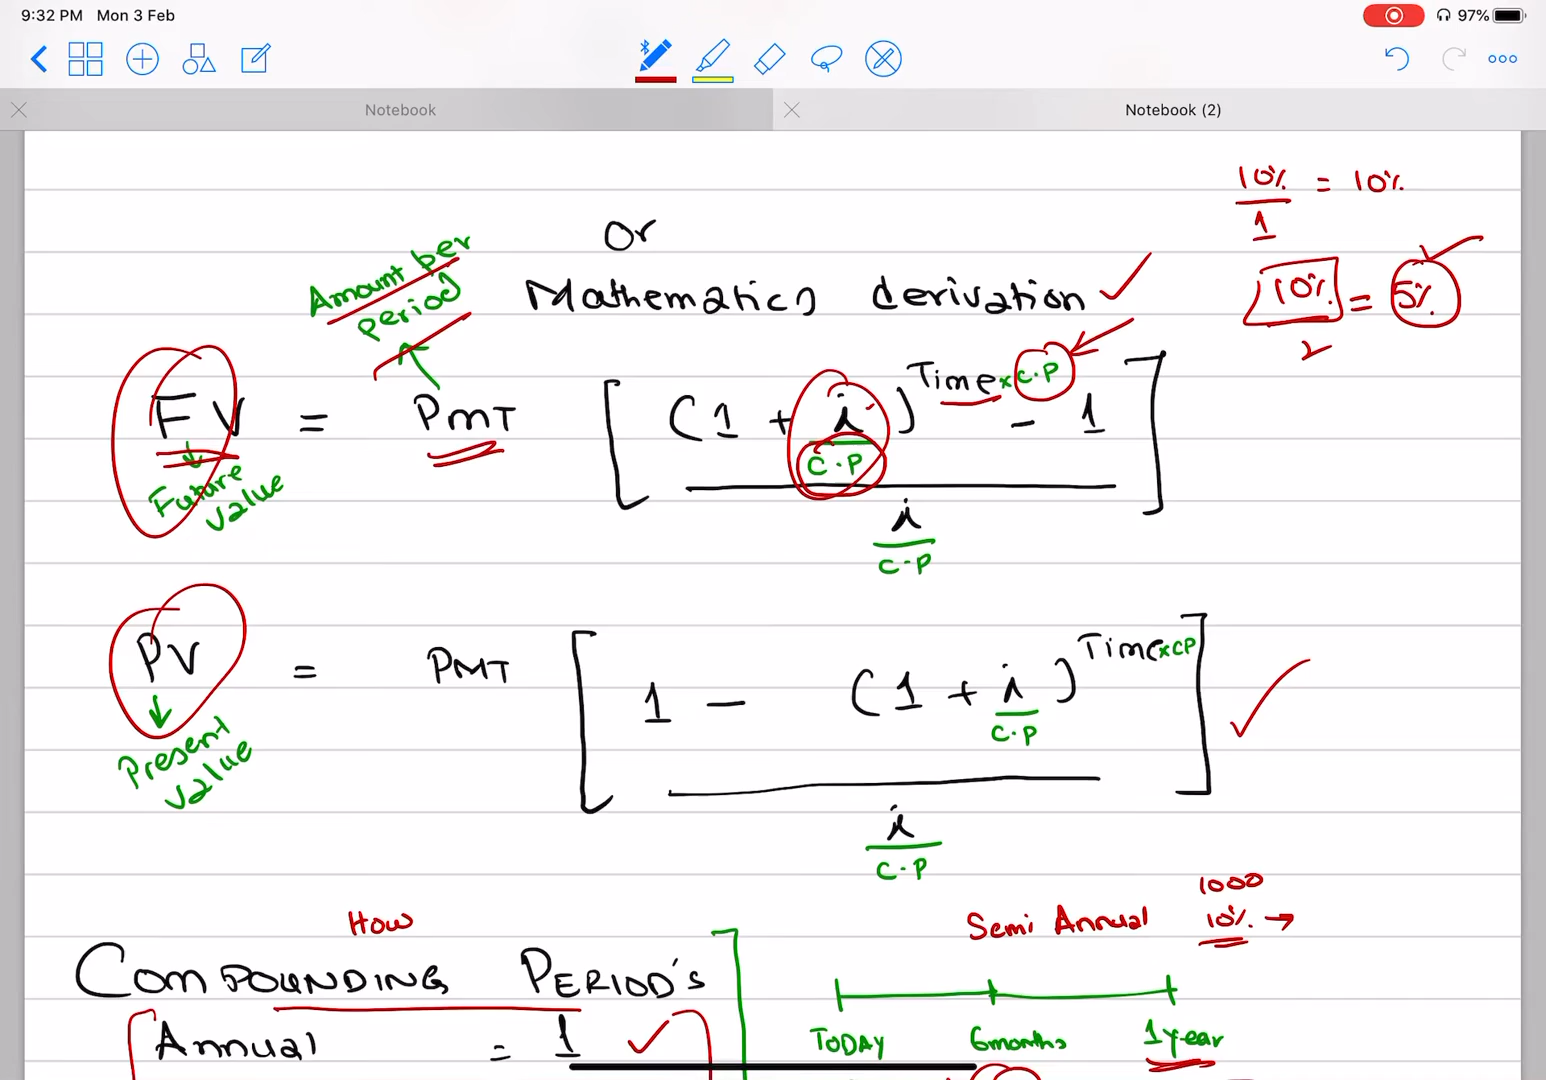 9:32 PM Mon 3 Feb
97%
Notebook
Notebook (2)
10% = 10%
1
Or
Amount per
period
Mathematics derivation
10% = 5%
2
FV = PMT [ (1 + i )Time×C.P - 1 ]
C.P
Future
Value
i
C.P
PV = PMT [ 1 - (1 + i )Time×CP ]
C.P
Present
Value
i
C.P
How
Semi Annual
1000
10% →
COMPOUNDING PERIOD'S
Annual = 1
TODAY 6months 1year